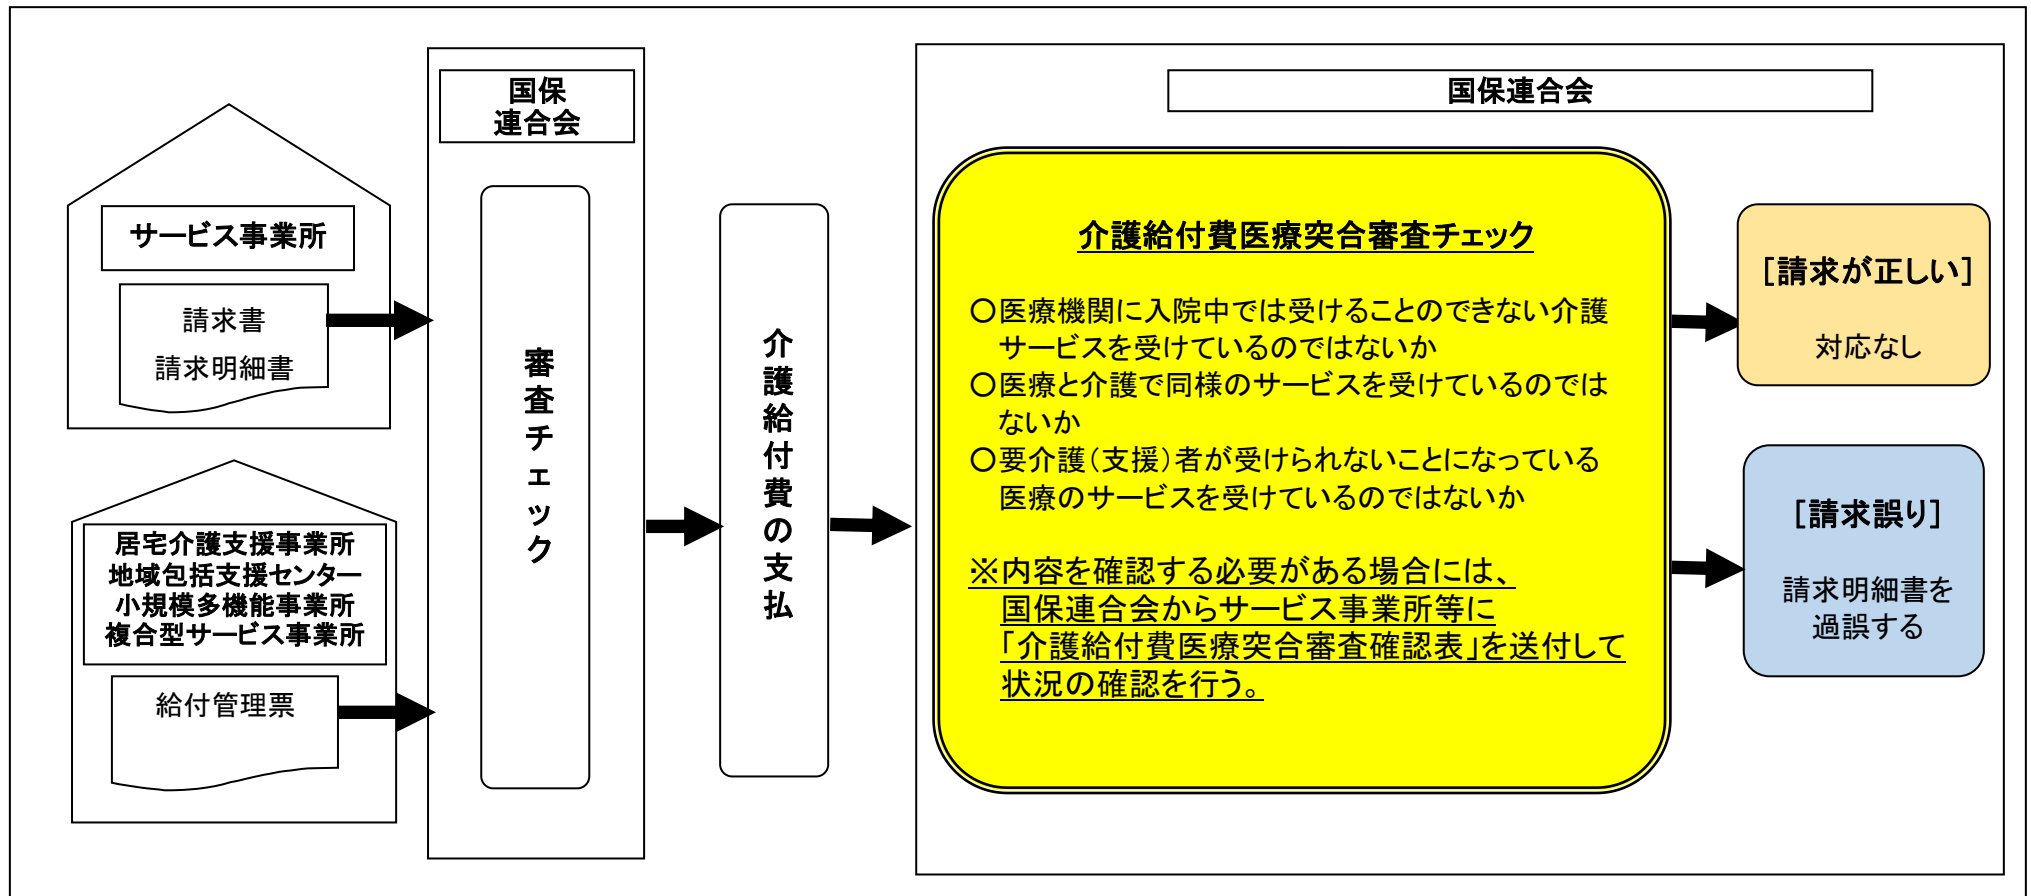 サービス事業所
請求書
請求明細書
居宅介護支援事業所
地域包括支援センター
小規模多機能事業所
複合型サービス事業所
給付管理票
国保
連合会
審査チェック
介護給付費の支払
国保連合会
介護給付費医療突合審査チェック
○医療機関に入院中では受けることのできない介護
サービスを受けているのではないか
○医療と介護で同様のサービスを受けているのでは
ないか
○要介護（支援）者が受けられないことになっている
医療のサービスを受けているのではないか
※内容を確認する必要がある場合には、
国保連合会からサービス事業所等に
「介護給付費医療突合審査確認表」を送付して
状況の確認を行う。
［請求が正しい］
対応なし
［請求誤り］
請求明細書を
過誤する